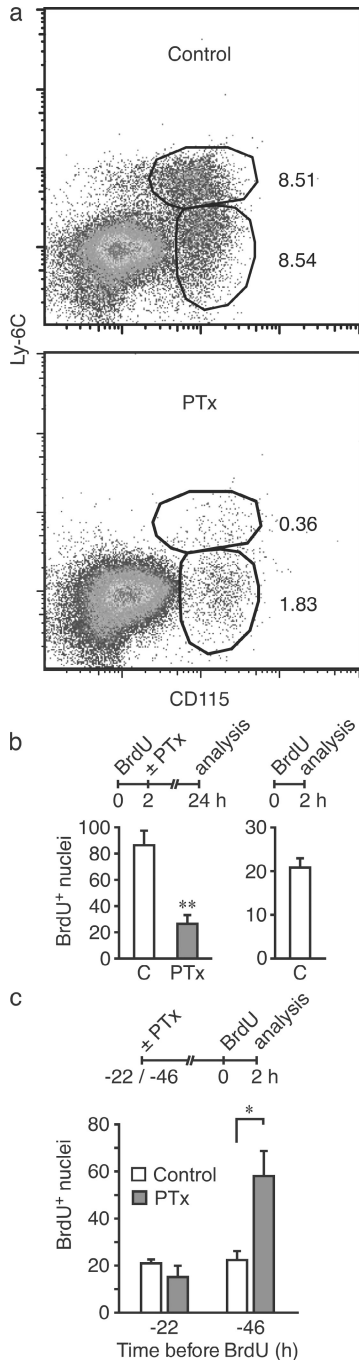 a
Control
8.51
8.54
Ly-6C
PTx
0.36
1.83
CD115
b
BrdU
± PTx
analysis
0 2 24 h
BrdU
analysis
0 2 h
BrdU+ nuclei
100
80
60
40
20
0
**
C PTx
30
20
10
0
C
c
± PTx
BrdU
analysis
-22 / -46 0 2 h
BrdU+ nuclei
80
60
40
20
0
*
Control
PTx
-22 -46
Time before BrdU (h)